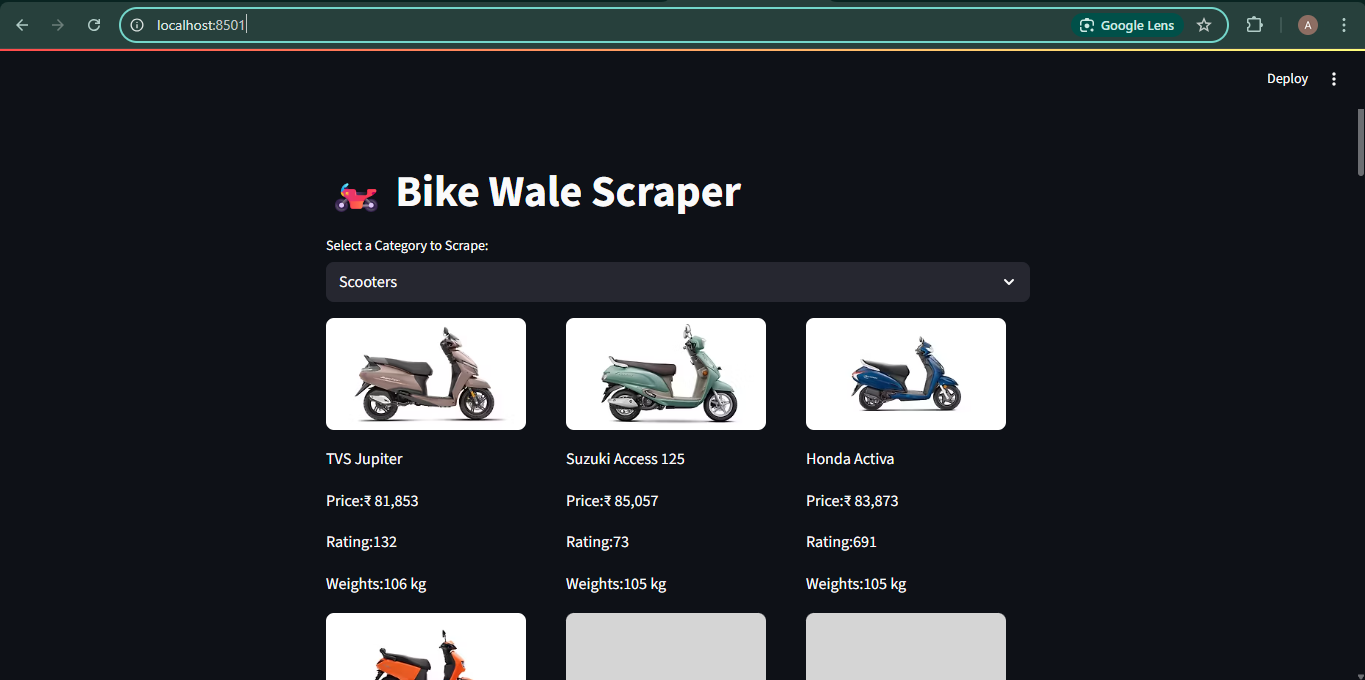 localhost:8501
Google Lens
A
Deploy
Bike Wale Scraper
Select a Category to Scrape:
Scooters
TVS Jupiter
Price:₹ 81,853
Rating:132
Weights:106 kg
Suzuki Access 125
Price:₹ 85,057
Rating:73
Weights:105 kg
Honda Activa
Price:₹ 83,873
Rating:691
Weights:105 kg